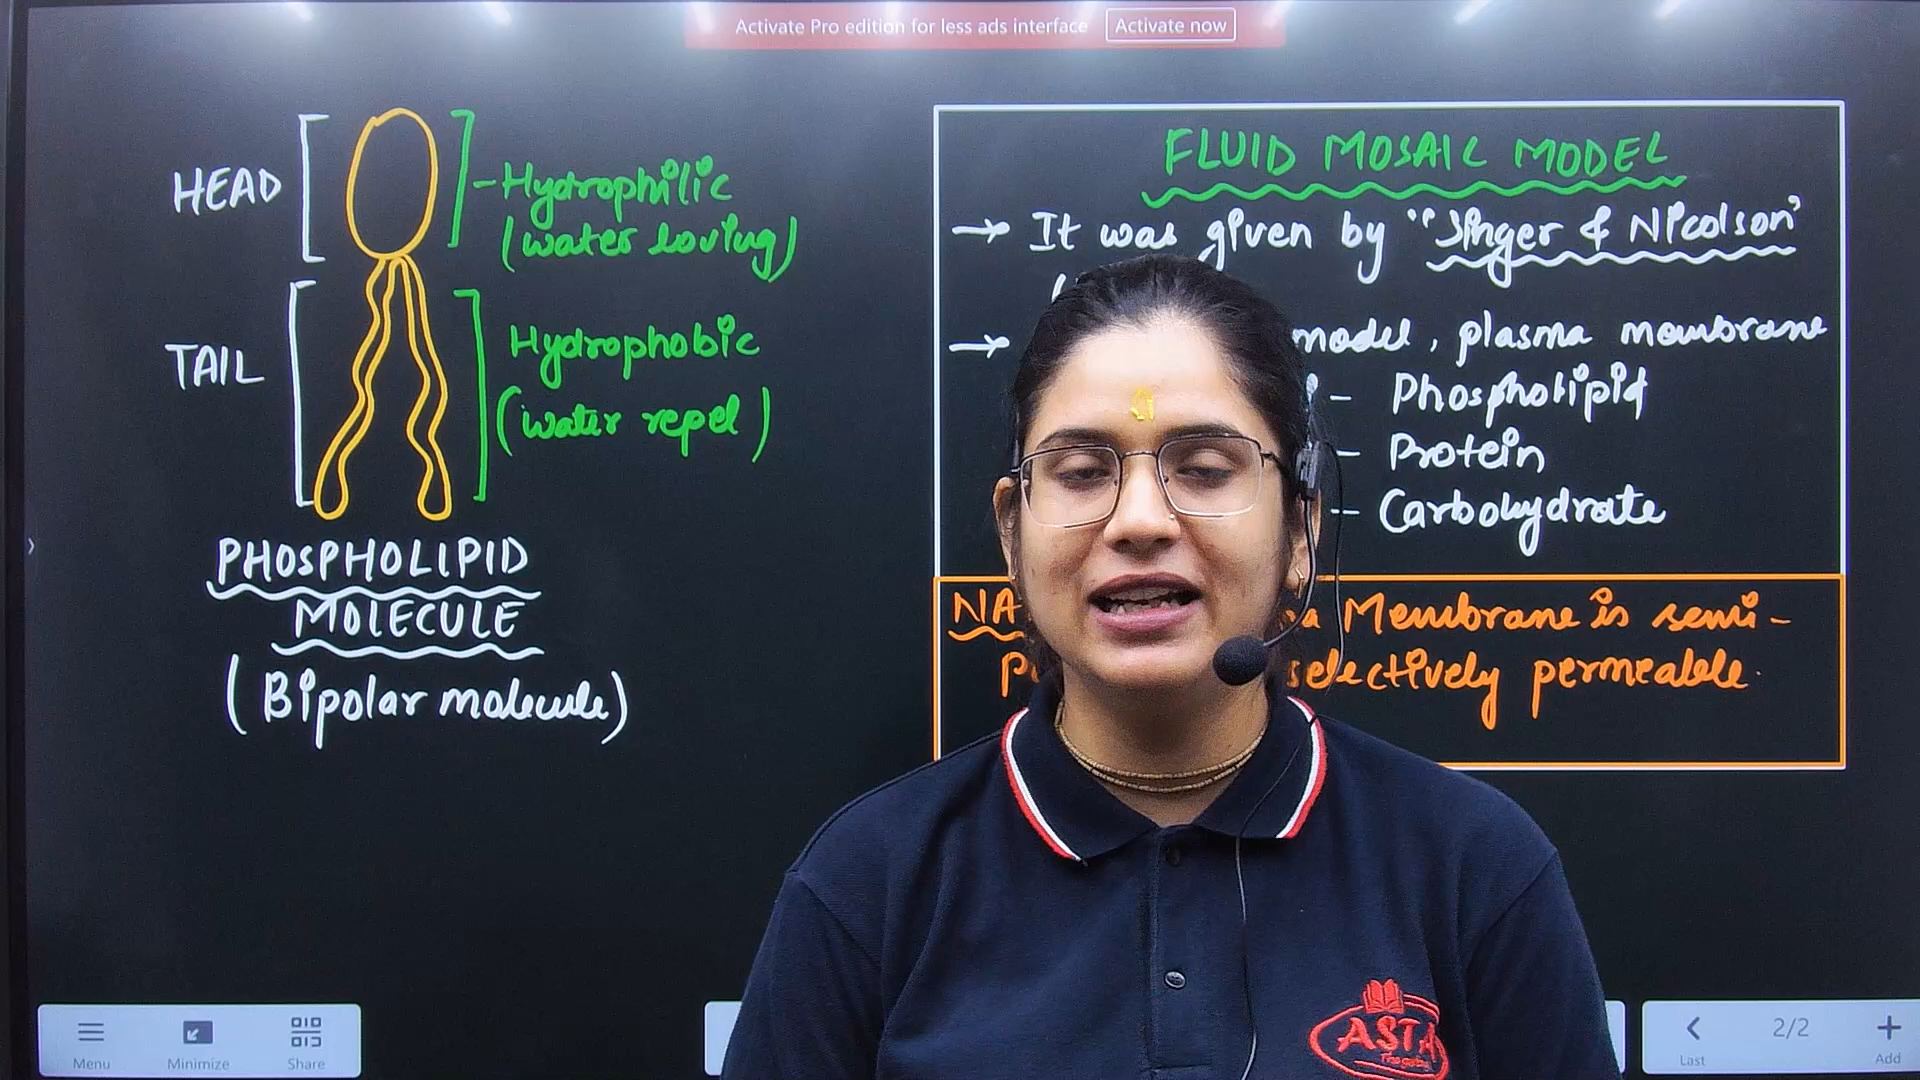 Activate Pro edition for less ads interface Activate now
HEAD
Hydrophilic
(water loving)
TAIL
Hydrophobic
(water repel)
PHOSPHOLIPID
MOLECULE
(Bipolar molecule)
FLUID MOSAIC MODEL
→ It was given by "Singer & Nicolson"
→ model, plasma membrane
- Phospholipid
- Protein
- Carbohydrate
Membrane is semi-
selectively permeable.
ASTA
Menu
Minimize
Share
Last
2/2
Add